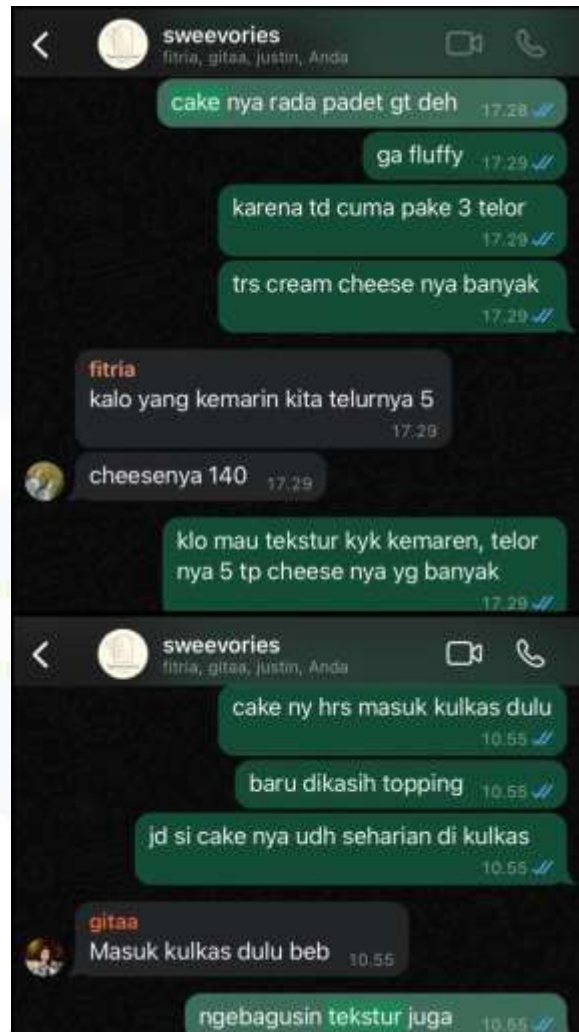 sweevories
fitria, gitaa, justin, Anda
cake nya rada padet gt deh 17.28
ga fluffy 17.29
karena td cuma pake 3 telor
17.29
trs cream cheese nya banyak
17.29
fitria
kalo yang kemarin kita telurnya 5
17.29
cheesenya 140 17.29
klo mau tekstur kyk kemaren, telor
nya 5 tp cheese nya yg banyak
17.29
sweevories
fitria, gitaa, justin, Anda
cake ny hrs masuk kulkas dulu
10.55
baru dikasih topping 10.55
jd si cake nya udh seharian di kulkas
10.55
gitaa
Masuk kulkas dulu beb 10.55
ngebagusin tekstur juga 10.55